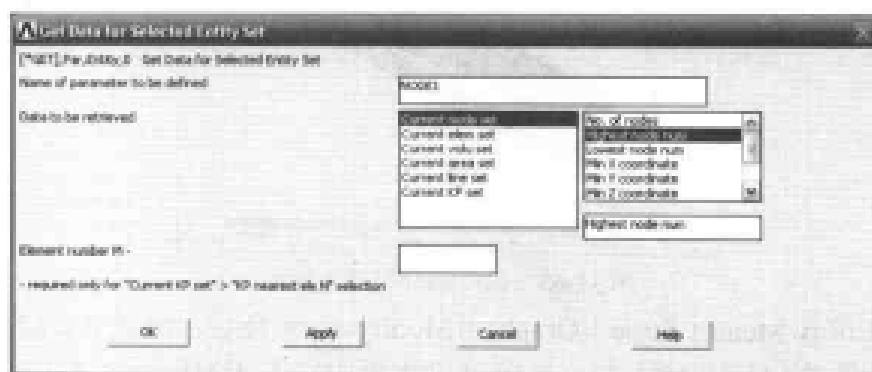 Get Data for Selected Entity Set
[*GET],Par,Entity,0 Get Data for Selected Entity Set
Name of parameter to be defined
Data to be retrieved
Current node set
Current elem set
Current volu set
Current area set
Current line set
Current KP set
No. of nodes
Highest node num
Lowest node num
Min X coordinate
Min Y coordinate
Min Z coordinate
Highest node num
Element number N -
- required only for "Current KP set" > "KP nearest ele N" selection
OK Apply Cancel Help